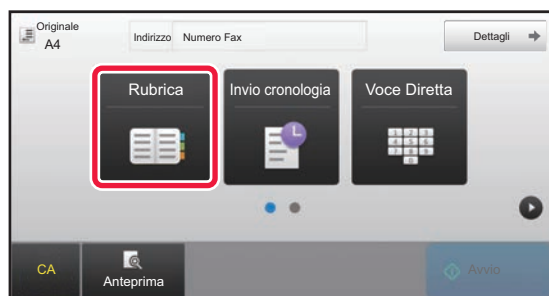 Originale
A4
Indirizzo Numero Fax
Dettagli
Rubrica
Invio cronologia
Voce Diretta
CA
Anteprima
Avvio